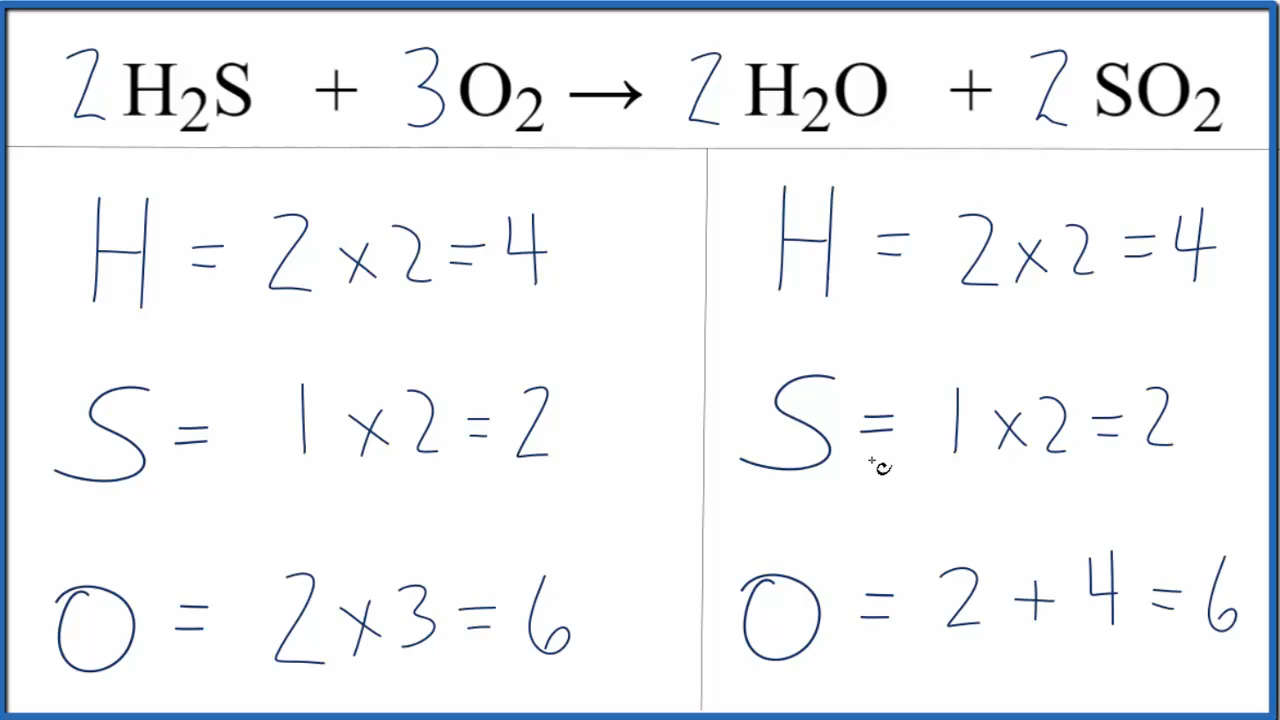 2 H₂S + 3 O₂ → 2 H₂O + 2 SO₂
H = 2 x 2 = 4
S = 1 x 2 = 2
O = 2 x 3 = 6
H = 2 x 2 = 4
S = 1 x 2 = 2
O = 2 + 4 = 6